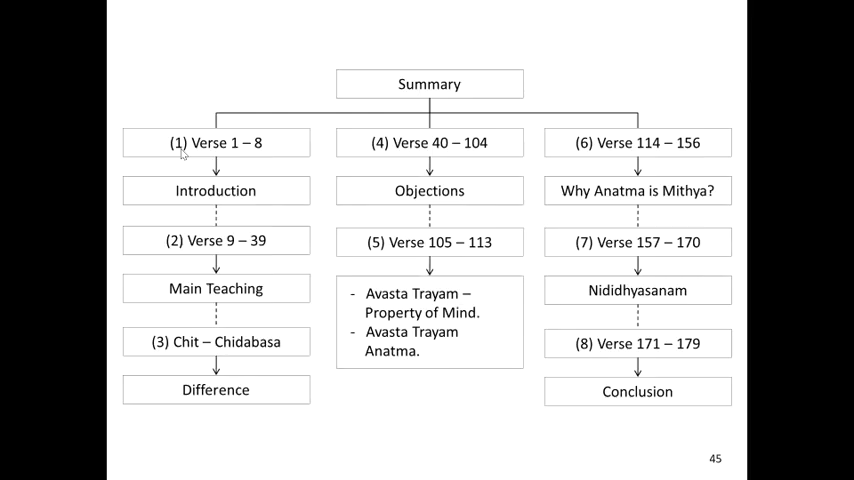 Summary
(1) Verse 1 – 8
Introduction
(2) Verse 9 – 39
Main Teaching
(3) Chit – Chidabasa
Difference
(4) Verse 40 – 104
Objections
(5) Verse 105 – 113
- Avasta Trayam –
Property of Mind.
- Avasta Trayam
Anatma.
(6) Verse 114 – 156
Why Anatma is Mithya?
(7) Verse 157 – 170
Nididhyasanam
(8) Verse 171 – 179
Conclusion
45